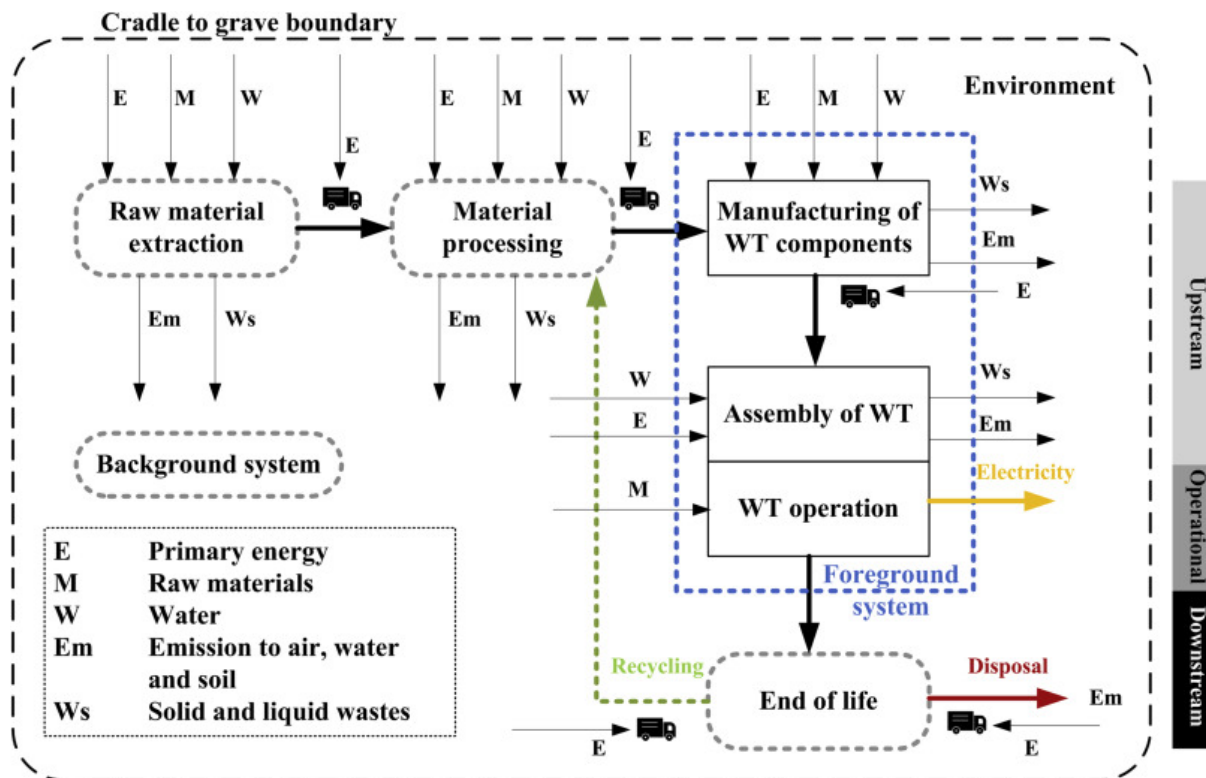 Cradle to grave boundary
Environment
E
M
W
E
E
M
W
E
E
M
W
Raw material
extraction
Material
processing
Manufacturing of
WT components
Ws
Em
E
Em
Ws
Em
Ws
W
E
M
Assembly of WT
Ws
Em
WT operation
Electricity
Foreground
system
Background system
E Primary energy
M Raw materials
W Water
Em Emission to air, water
and soil
Ws Solid and liquid wastes
Recycling
End of life
Disposal
Em
E
E
Upstream
Operational
Downstream